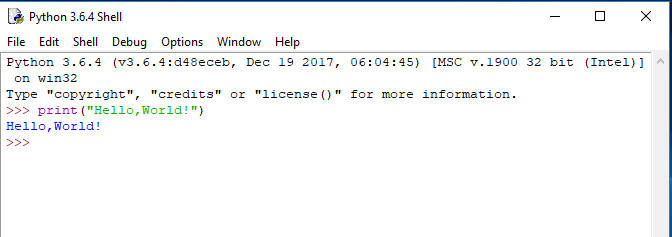 Python 3.6.4 Shell
File Edit Shell Debug Options Window Help
Python 3.6.4 (v3.6.4:d48eceb, Dec 19 2017, 06:04:45) [MSC v.1900 32 bit (Intel)]
 on win32
Type "copyright", "credits" or "license()" for more information.
>>> print("Hello,World!")
Hello,World!
>>>